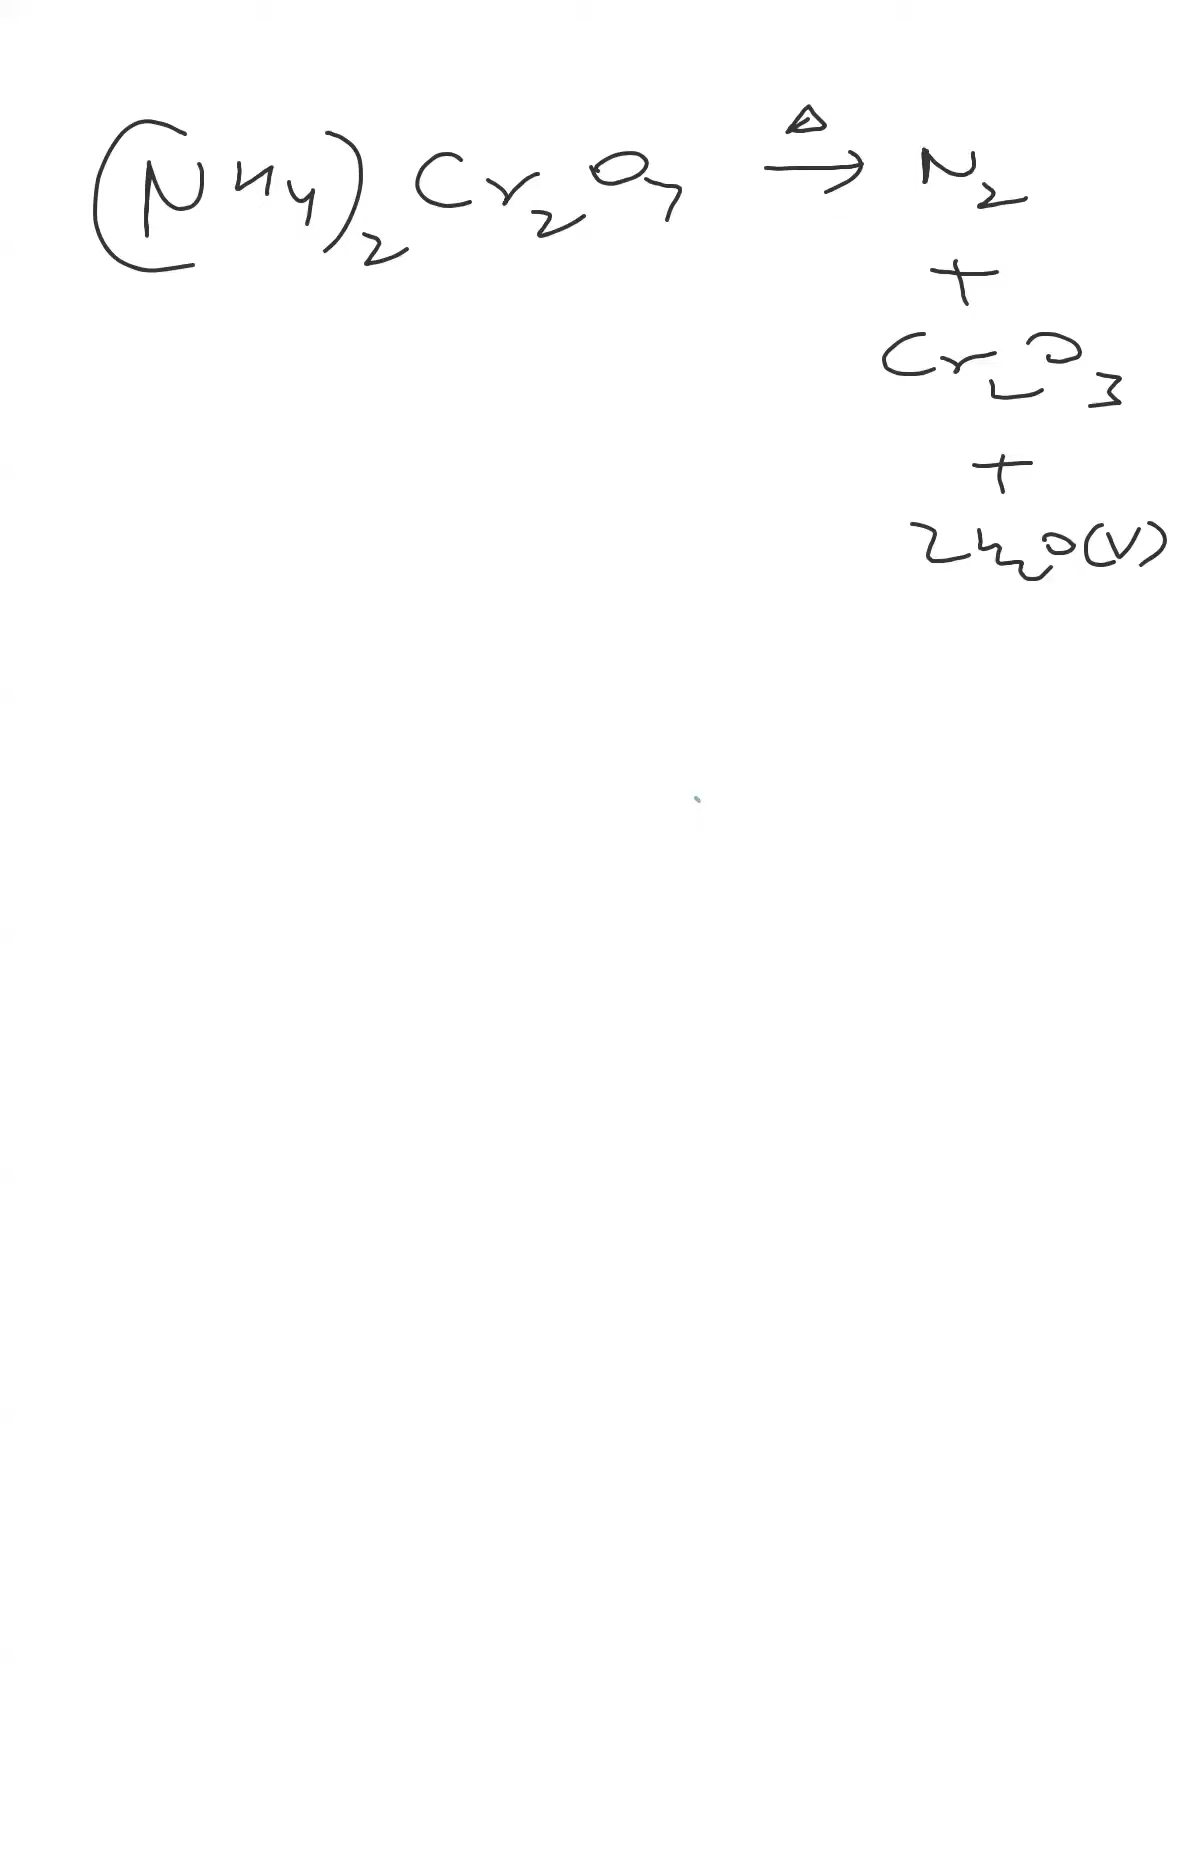 (NH4)2Cr2O7 →Δ N2
+
Cr2O3
+
2H2O(V)